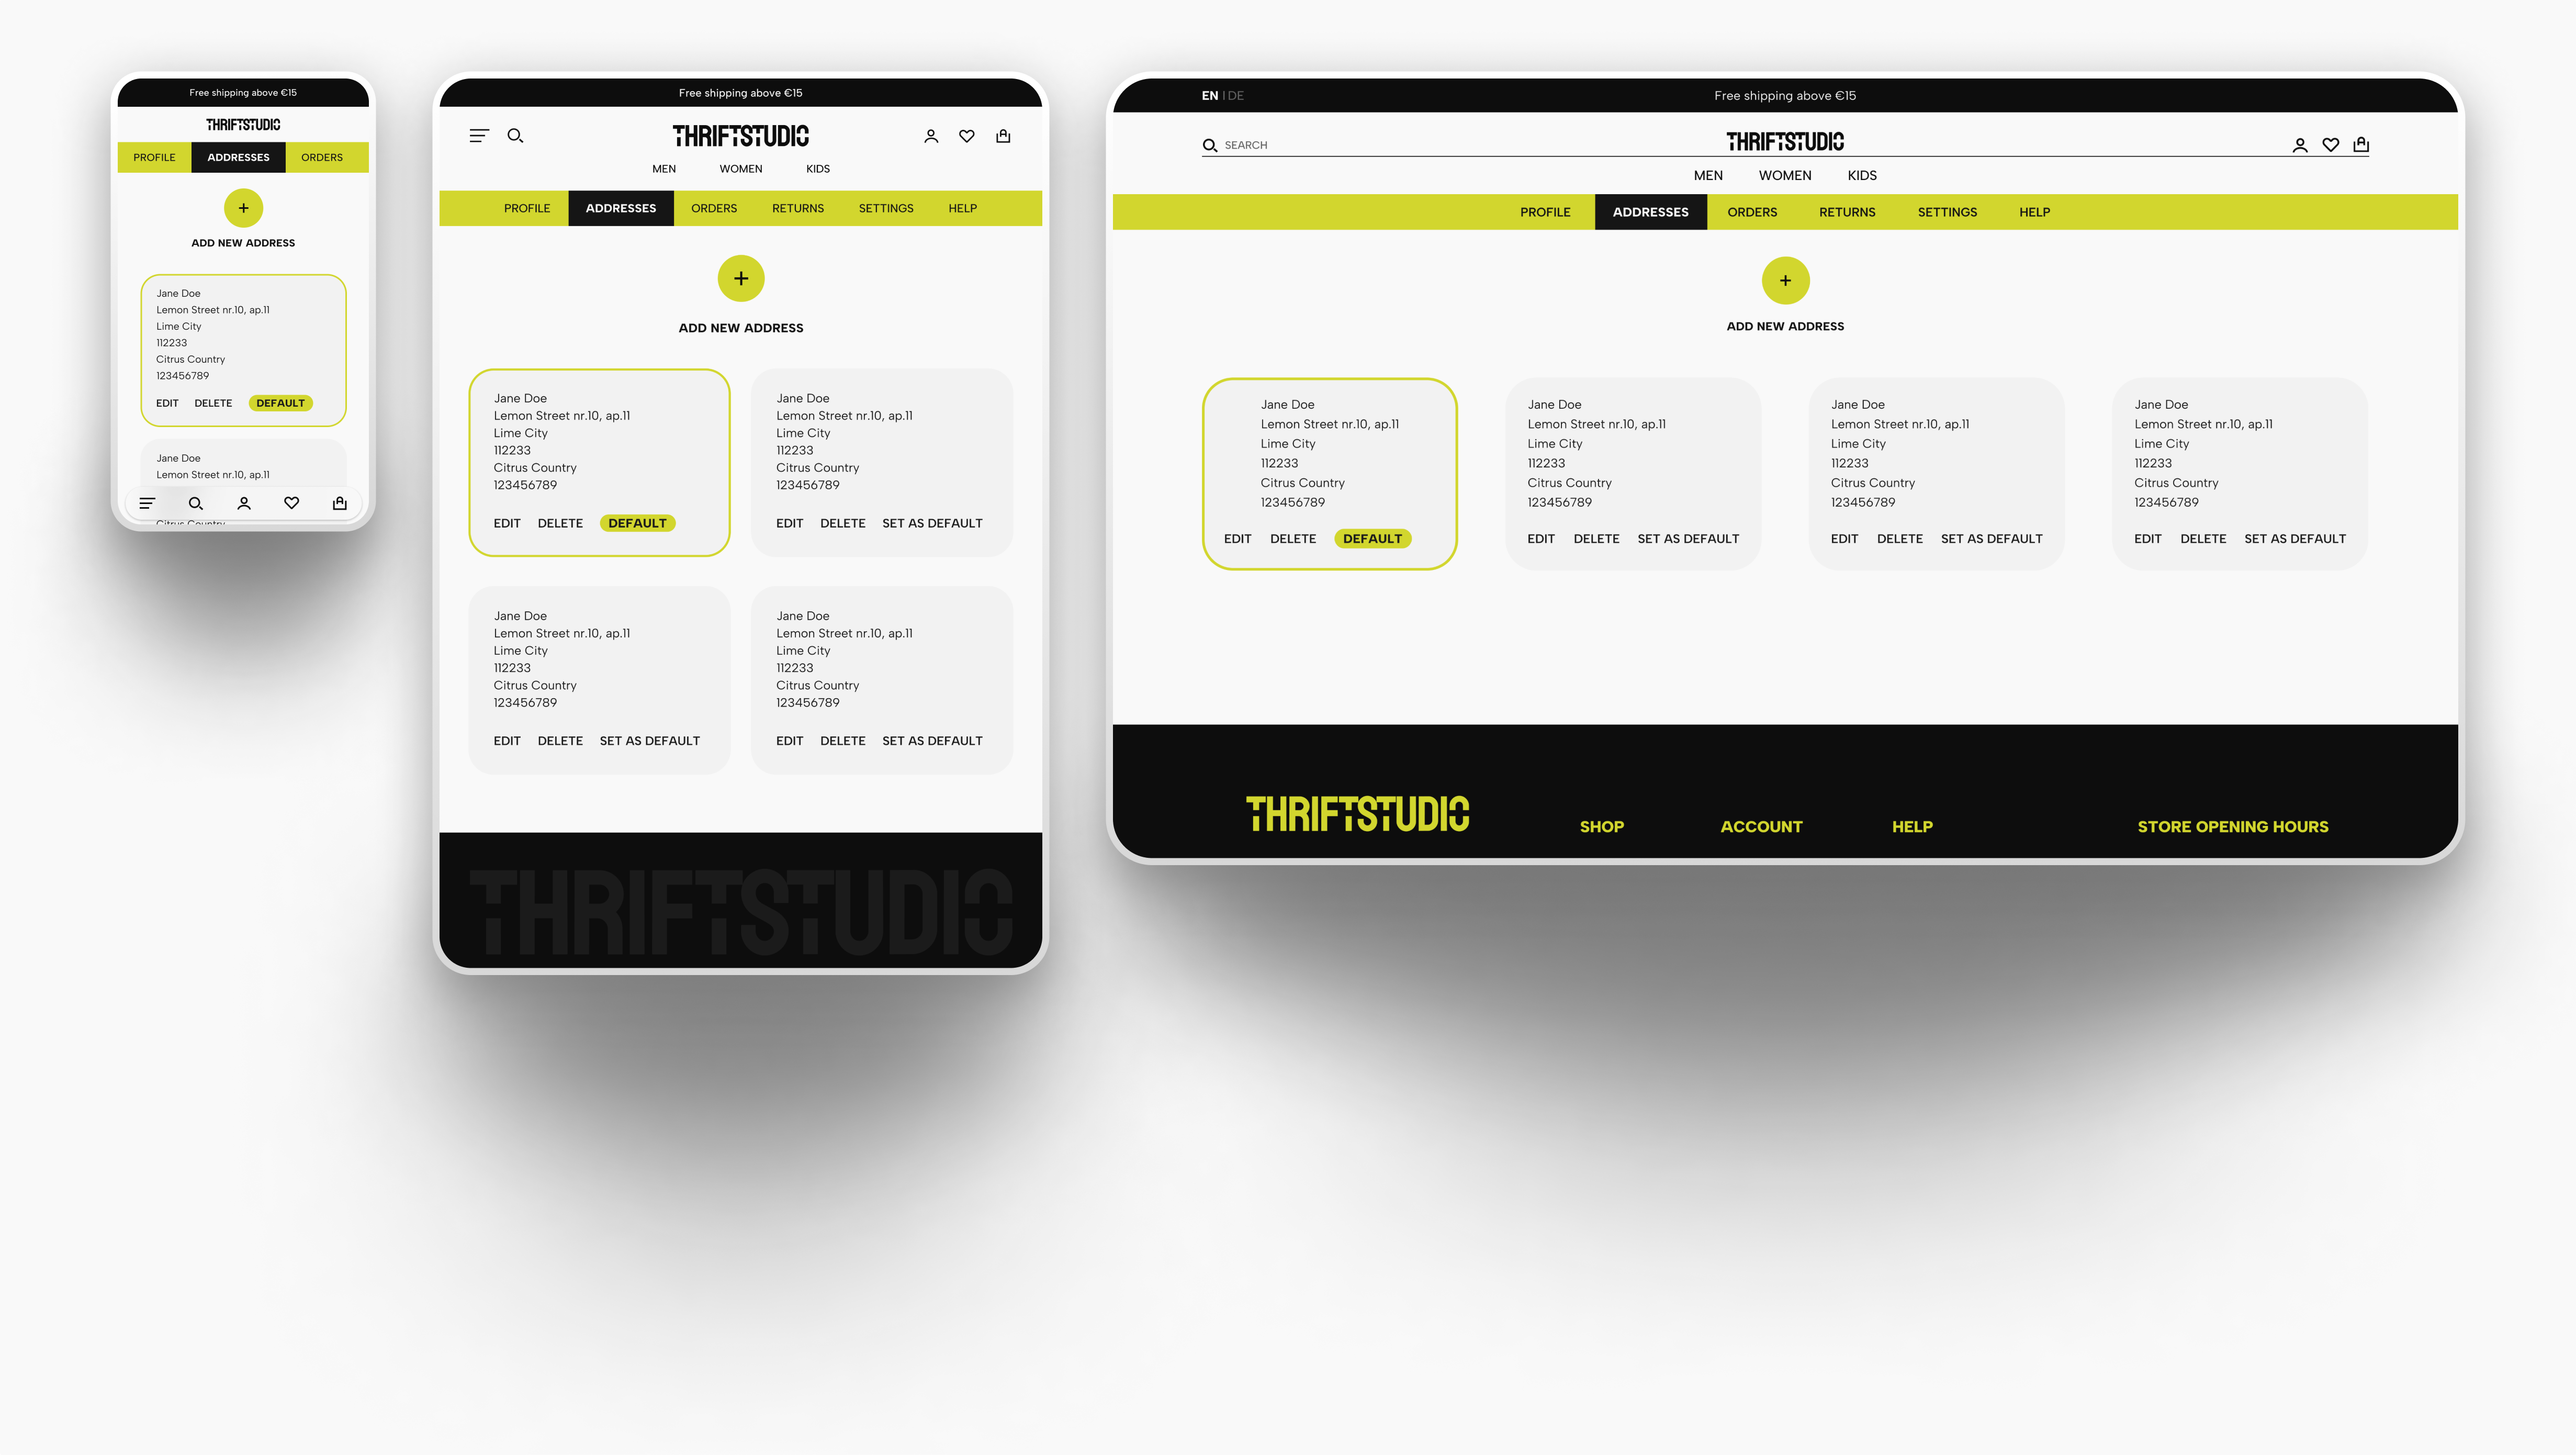 Free shipping above €15
THRIFTSTUDIO
PROFILE ADDRESSES ORDERS
+
ADD NEW ADDRESS
Jane Doe
Lemon Street nr.10, ap.11
Lime City
112233
Citrus Country
123456789
EDIT DELETE DEFAULT
Jane Doe
Lemon Street nr.10, ap.11
Citrus Country
Free shipping above €15
THRIFTSTUDIO
MEN WOMEN KIDS
PROFILE ADDRESSES ORDERS RETURNS SETTINGS HELP
+
ADD NEW ADDRESS
Jane Doe
Lemon Street nr.10, ap.11
Lime City
112233
Citrus Country
123456789
EDIT DELETE DEFAULT
Jane Doe
Lemon Street nr.10, ap.11
Lime City
112233
Citrus Country
123456789
EDIT DELETE SET AS DEFAULT
Jane Doe
Lemon Street nr.10, ap.11
Lime City
112233
Citrus Country
123456789
EDIT DELETE SET AS DEFAULT
Jane Doe
Lemon Street nr.10, ap.11
Lime City
112233
Citrus Country
123456789
EDIT DELETE SET AS DEFAULT
THRIFTSTUDIO
EN | DE
Free shipping above €15
SEARCH
THRIFTSTUDIO
MEN WOMEN KIDS
PROFILE ADDRESSES ORDERS RETURNS SETTINGS HELP
+
ADD NEW ADDRESS
Jane Doe
Lemon Street nr.10, ap.11
Lime City
112233
Citrus Country
123456789
EDIT DELETE DEFAULT
Jane Doe
Lemon Street nr.10, ap.11
Lime City
112233
Citrus Country
123456789
EDIT DELETE SET AS DEFAULT
Jane Doe
Lemon Street nr.10, ap.11
Lime City
112233
Citrus Country
123456789
EDIT DELETE SET AS DEFAULT
Jane Doe
Lemon Street nr.10, ap.11
Lime City
112233
Citrus Country
123456789
EDIT DELETE SET AS DEFAULT
THRIFTSTUDIO
SHOP ACCOUNT HELP STORE OPENING HOURS